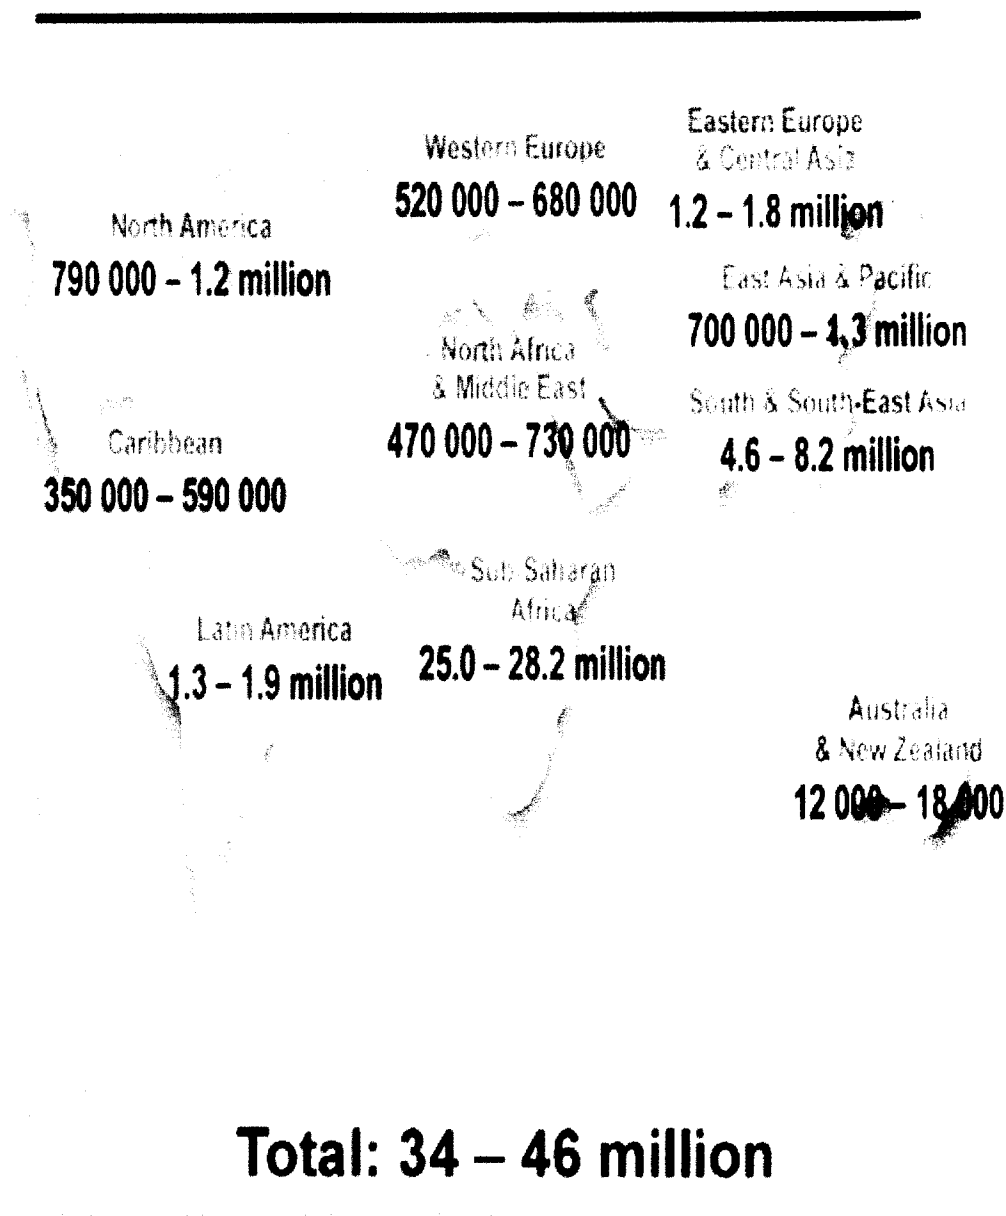 Western Europe
520 000 – 680 000
Eastern Europe
& Central Asia
1.2 – 1.8 million
North America
790 000 – 1.2 million
East Asia & Pacific
700 000 – 1.3 million
North Africa
& Middle East
470 000 – 730 000
South & South-East Asia
4.6 – 8.2 million
Caribbean
350 000 – 590 000
Sub-Saharan
Africa
25.0 – 28.2 million
Latin America
1.3 – 1.9 million
Australia
& New Zealand
12 000 – 18 000
Total: 34 – 46 million